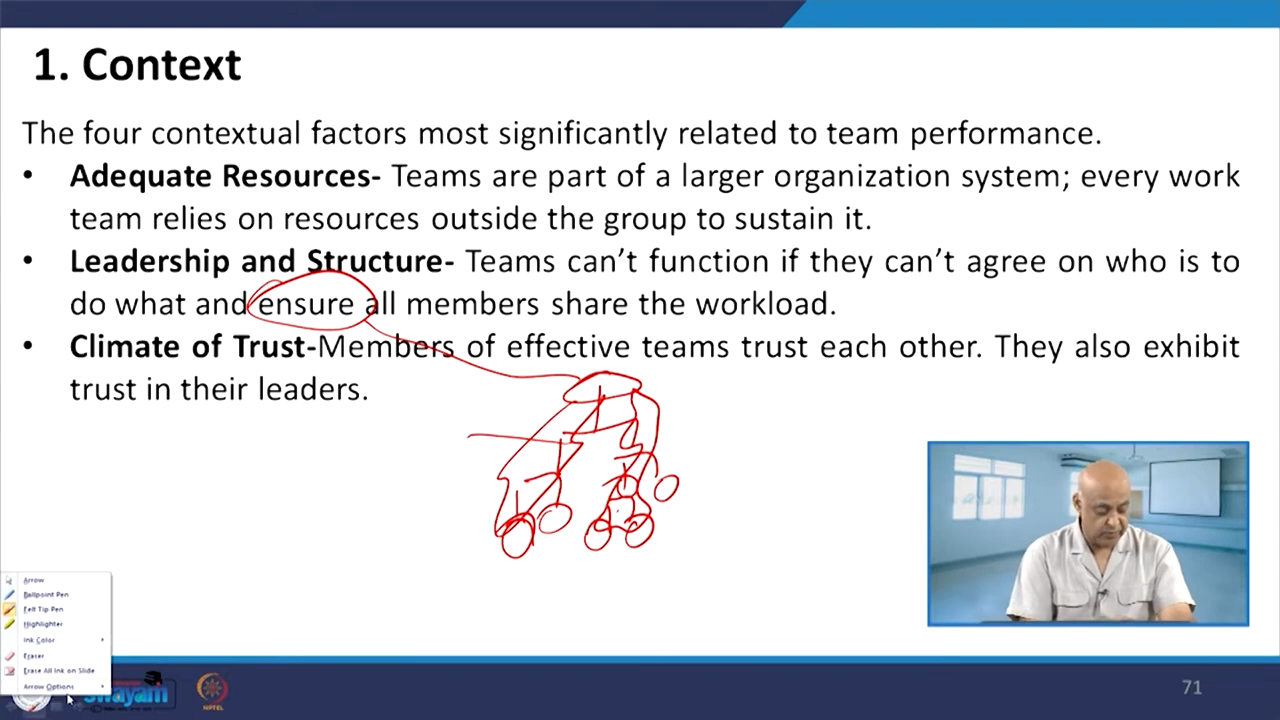 1. Context
The four contextual factors most significantly related to team performance.
• Adequate Resources- Teams are part of a larger organization system; every work
team relies on resources outside the group to sustain it.
• Leadership and Structure- Teams can’t function if they can’t agree on who is to
do what and ensure all members share the workload.
• Climate of Trust-Members of effective teams trust each other. They also exhibit
trust in their leaders.
Arrow
Ballpoint Pen
Felt Tip Pen
Highlighter
Ink Color
Eraser
Erase All Ink on Slide
Arrow Options
swayam
NPTEL
71